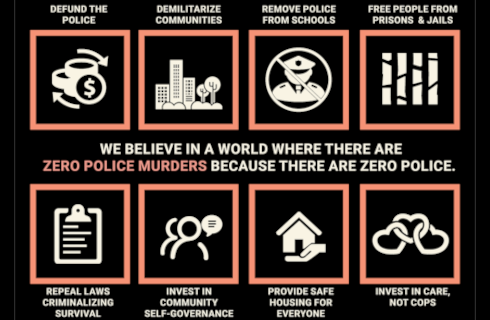 DEFUND THE
POLICE
DEMILITARIZE
COMMUNITIES
REMOVE POLICE
FROM SCHOOLS
FREE PEOPLE FROM
PRISONS & JAILS
$
WE BELIEVE IN A WORLD WHERE THERE ARE
ZERO POLICE MURDERS BECAUSE THERE ARE ZERO POLICE.
REPEAL LAWS
CRIMINALIZING
SURVIVAL
INVEST IN
COMMUNITY
SELF-GOVERNANCE
PROVIDE SAFE
HOUSING FOR
EVERYONE
INVEST IN CARE,
NOT COPS